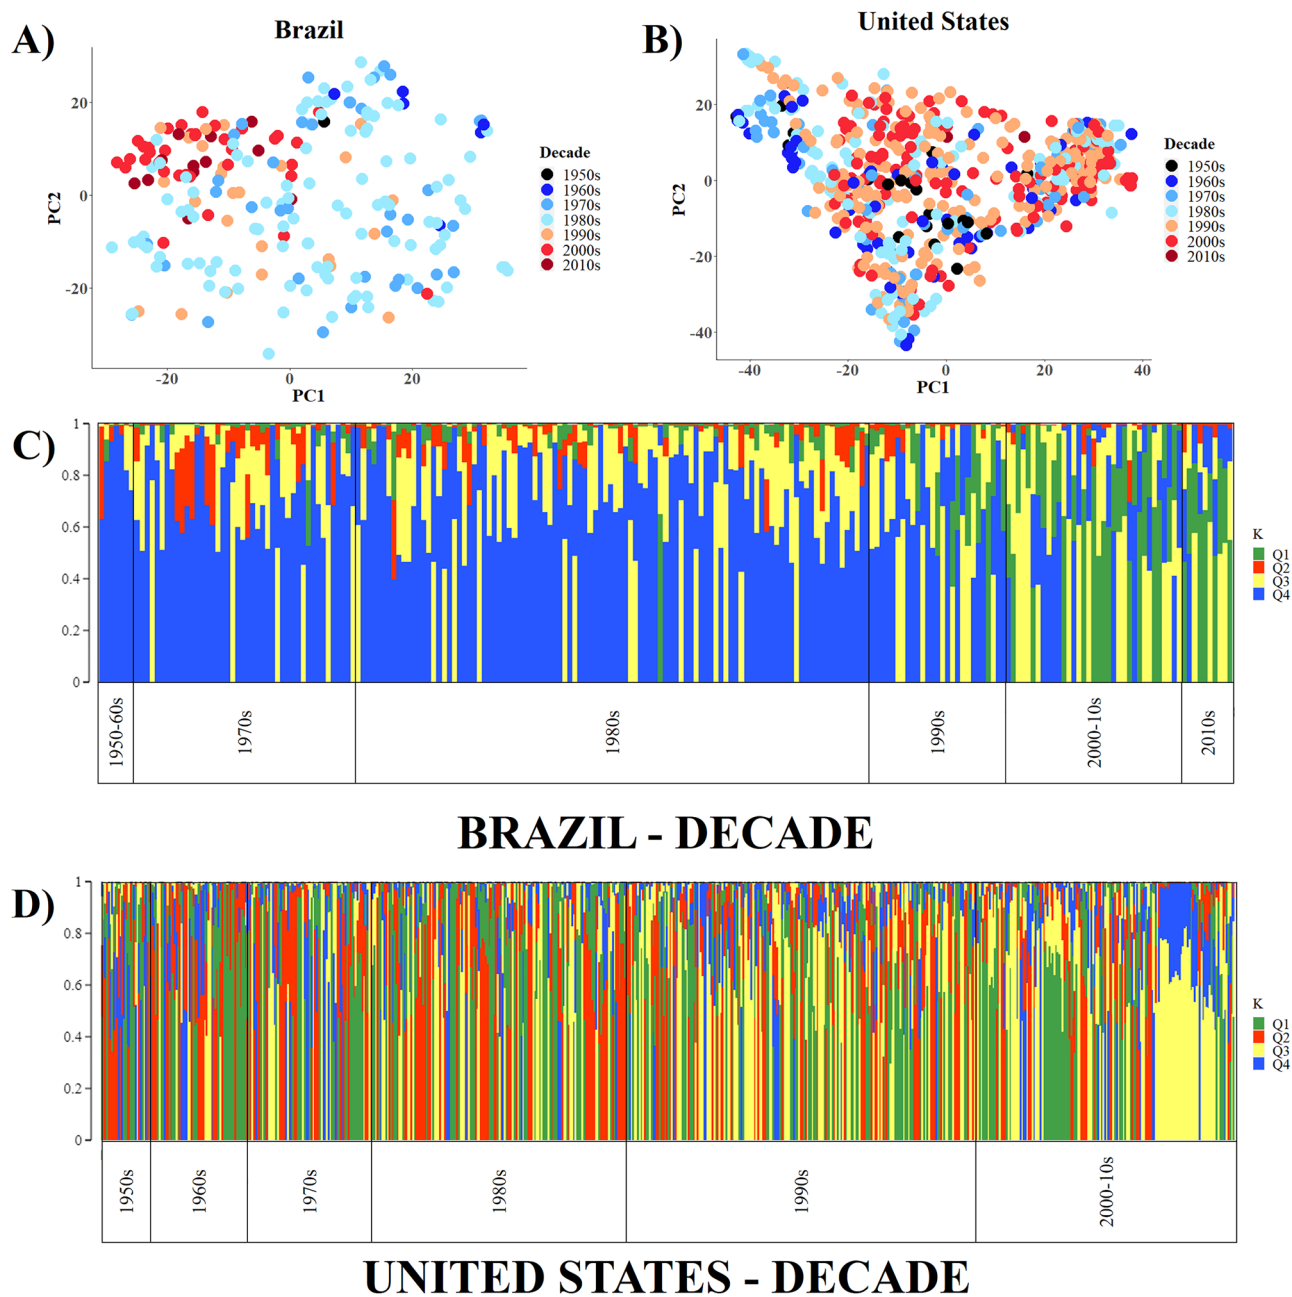 A)
Brazil
PC2
20
0
-20
-20
0
20
PC1
Decade
1950s
1960s
1970s
1980s
1990s
2000s
2010s
B)
United States
PC2
20
0
-20
-40
-40
-20
0
20
40
PC1
Decade
1950s
1960s
1970s
1980s
1990s
2000s
2010s
C)
1
0.8
0.6
0.4
0.2
0
K
Q1
Q2
Q3
Q4
1950-60s
1970s
1980s
1990s
2000-10s
2010s
BRAZIL - DECADE
D)
1
0.8
0.6
0.4
0.2
0
K
Q1
Q2
Q3
Q4
1950s
1960s
1970s
1980s
1990s
2000-10s
UNITED STATES - DECADE